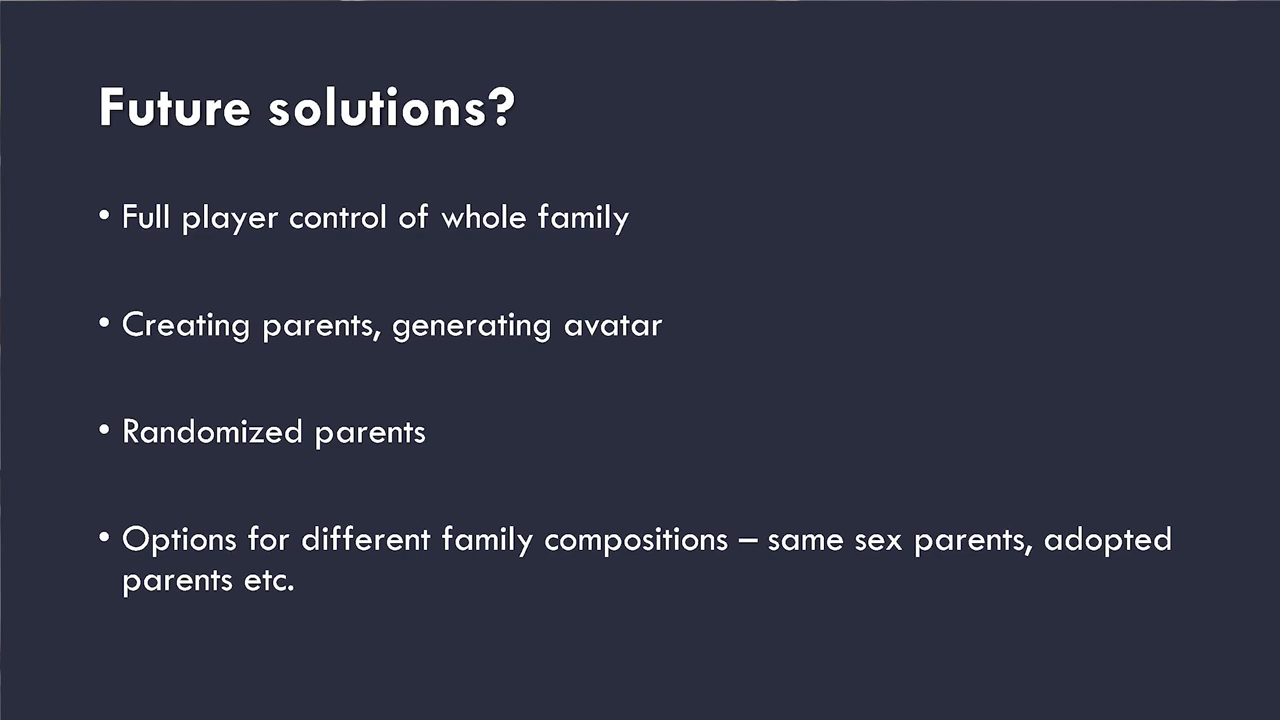 Future solutions?
• Full player control of whole family
• Creating parents, generating avatar
• Randomized parents
• Options for different family compositions – same sex parents, adopted
parents etc.